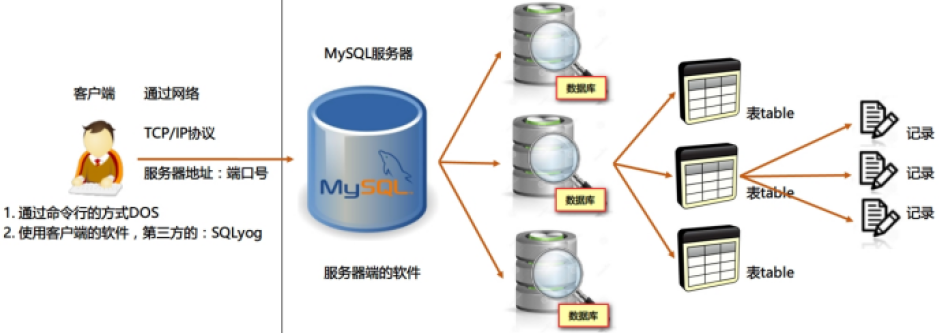 客户端
通过网络
TCP/IP协议
服务器地址：端口号
1. 通过命令行的方式DOS
2. 使用客户端的软件，第三方的：SQLyog
MySQL服务器
MySQL
服务器端的软件
数据库
数据库
数据库
表table
表table
表table
记录
记录
记录